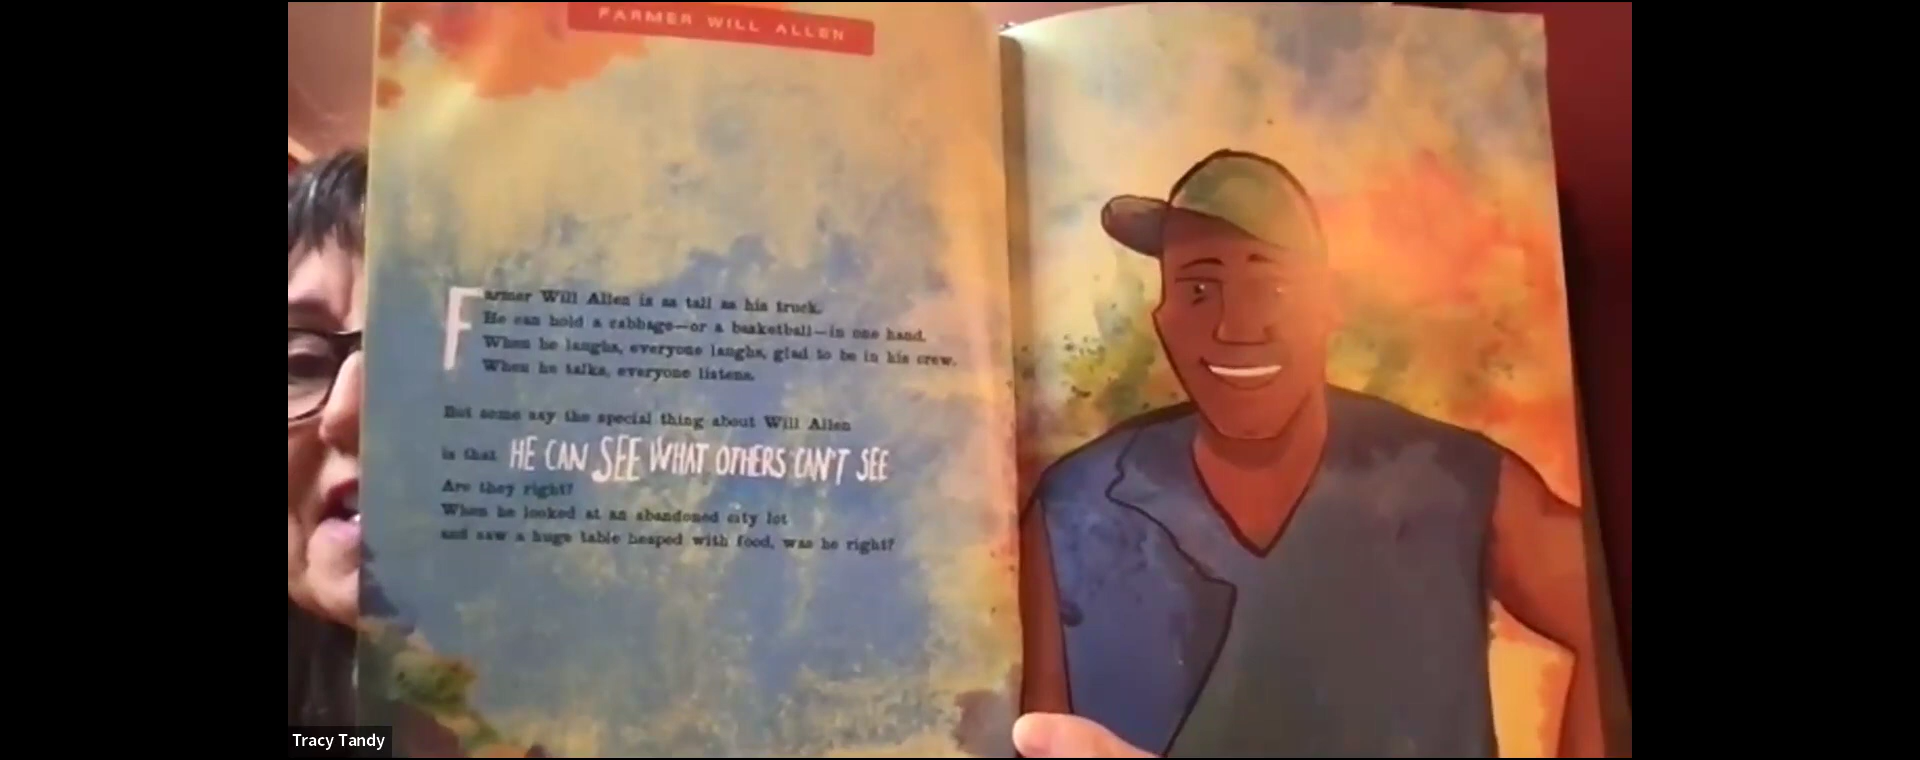 FARMER WILL ALLEN
Farmer Will Allen is as tall as his truck.
He can hold a cabbage—or a basketball—in one hand.
When he laughs, everyone laughs, glad to be in his crew.
When he talks, everyone listens.
But some say the special thing about Will Allen
is that HE CAN SEE WHAT OTHERS CAN'T SEE
Are they right?
When he looked at an abandoned city lot
and saw a huge table heaped with food, was he right?
Tracy Tandy